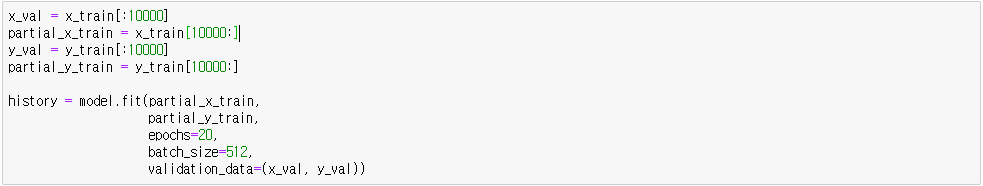 x_val = x_train[:10000]
partial_x_train = x_train[10000:]
y_val = y_train[:10000]
partial_y_train = y_train[10000:]
history = model.fit(partial_x_train,
partial_y_train,
epochs=20,
batch_size=512,
validation_data=(x_val, y_val))